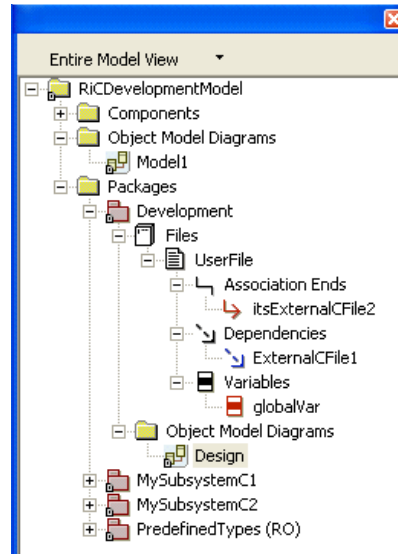 Entire Model View
RiCDevelopmentModel
Components
Object Model Diagrams
Model1
Packages
Development
Files
UserFile
Association Ends
itsExternalCFile2
Dependencies
ExternalCFile1
Variables
globalVar
Object Model Diagrams
Design
MySubsystemC1
MySubsystemC2
PredefinedTypes (RO)